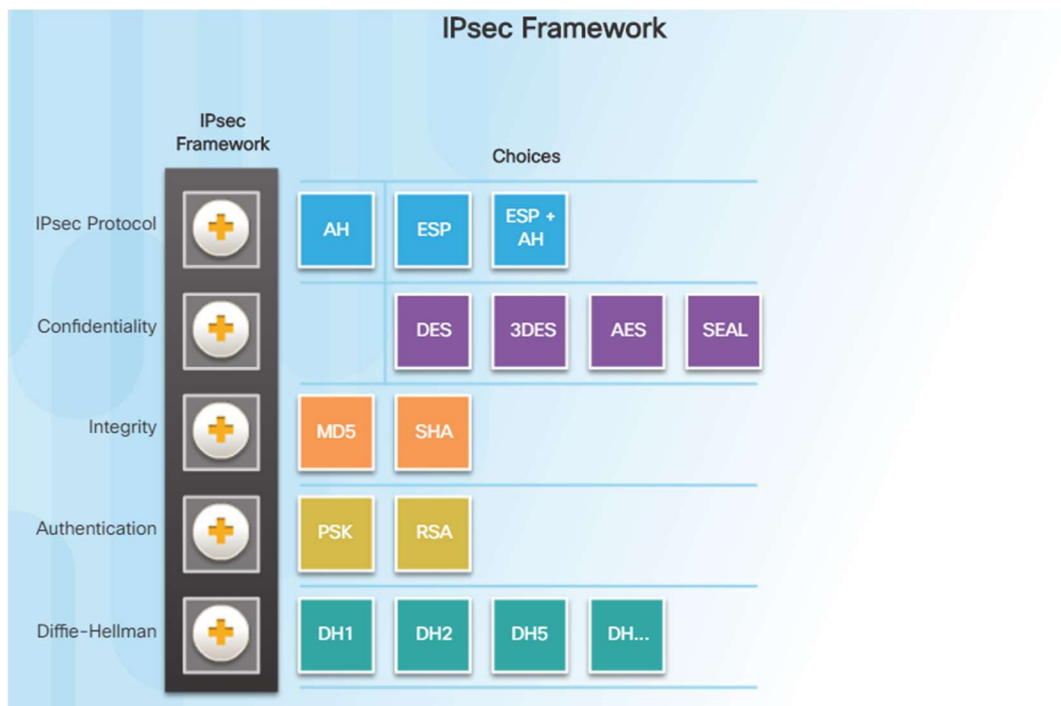 IPsec Framework
IPsec
Framework
Choices
IPsec Protocol
AH
ESP
ESP +
AH
Confidentiality
DES
3DES
AES
SEAL
Integrity
MD5
SHA
Authentication
PSK
RSA
Diffie-Hellman
DH1
DH2
DH5
DH...